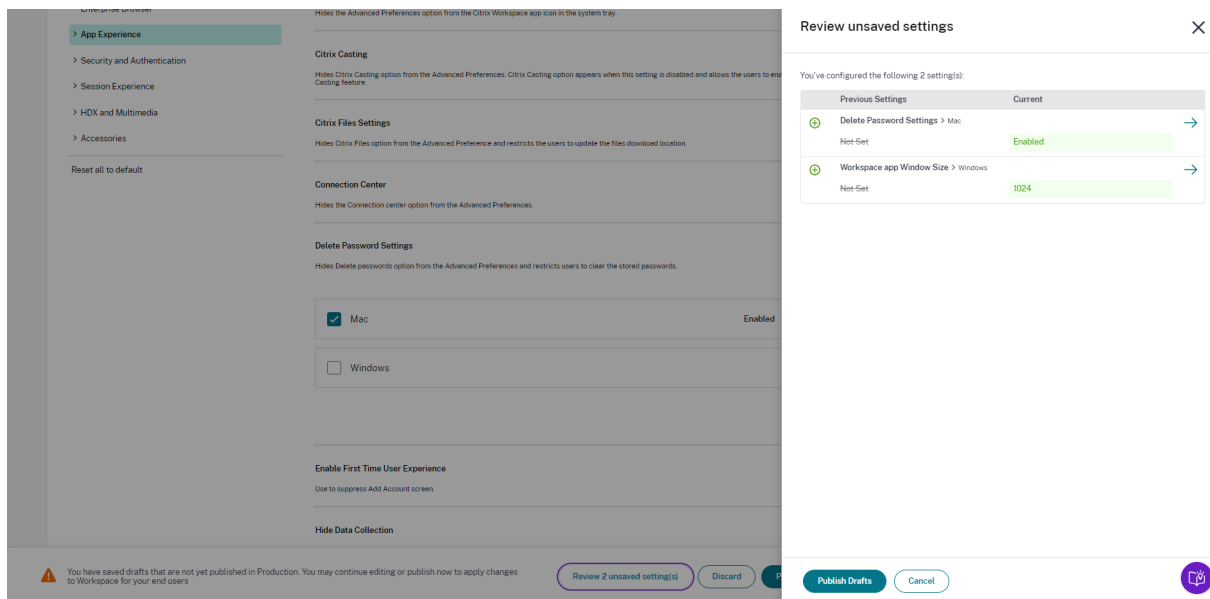 Enterprise Browser
> App Experience
> Security and Authentication
> Session Experience
> HDX and Multimedia
> Accessories
Reset all to default
Hides the Advanced Preferences option from the Citrix Workspace app icon in the system tray.
Citrix Casting
Hides Citrix Casting option from the Advanced Preferences. Citrix Casting option appears when this setting is disabled and allows the users to ena
Casting feature.
Citrix Files Settings
Hides Citrix Files option from the Advanced Preference and restricts the users to update the files download location.
Connection Center
Hides the Connection center option from the Advanced Preferences.
Delete Password Settings
Hides Delete passwords option from the Advanced Preferences and restricts users to clear the stored passwords.
Mac Enabled
Windows
Enable First Time User Experience
Use to suppress Add Account screen.
Hide Data Collection
You have saved drafts that are not yet published in Production. You may continue editing or publish now to apply changes
to Workspace for your end users
Review 2 unsaved setting(s) Discard P
Review unsaved settings
You've configured the following 2 setting(s):
Previous Settings Current
Delete Password Settings > Mac
Not Set Enabled
Workspace app Window Size > Windows
Not Set 1024
Publish Drafts Cancel